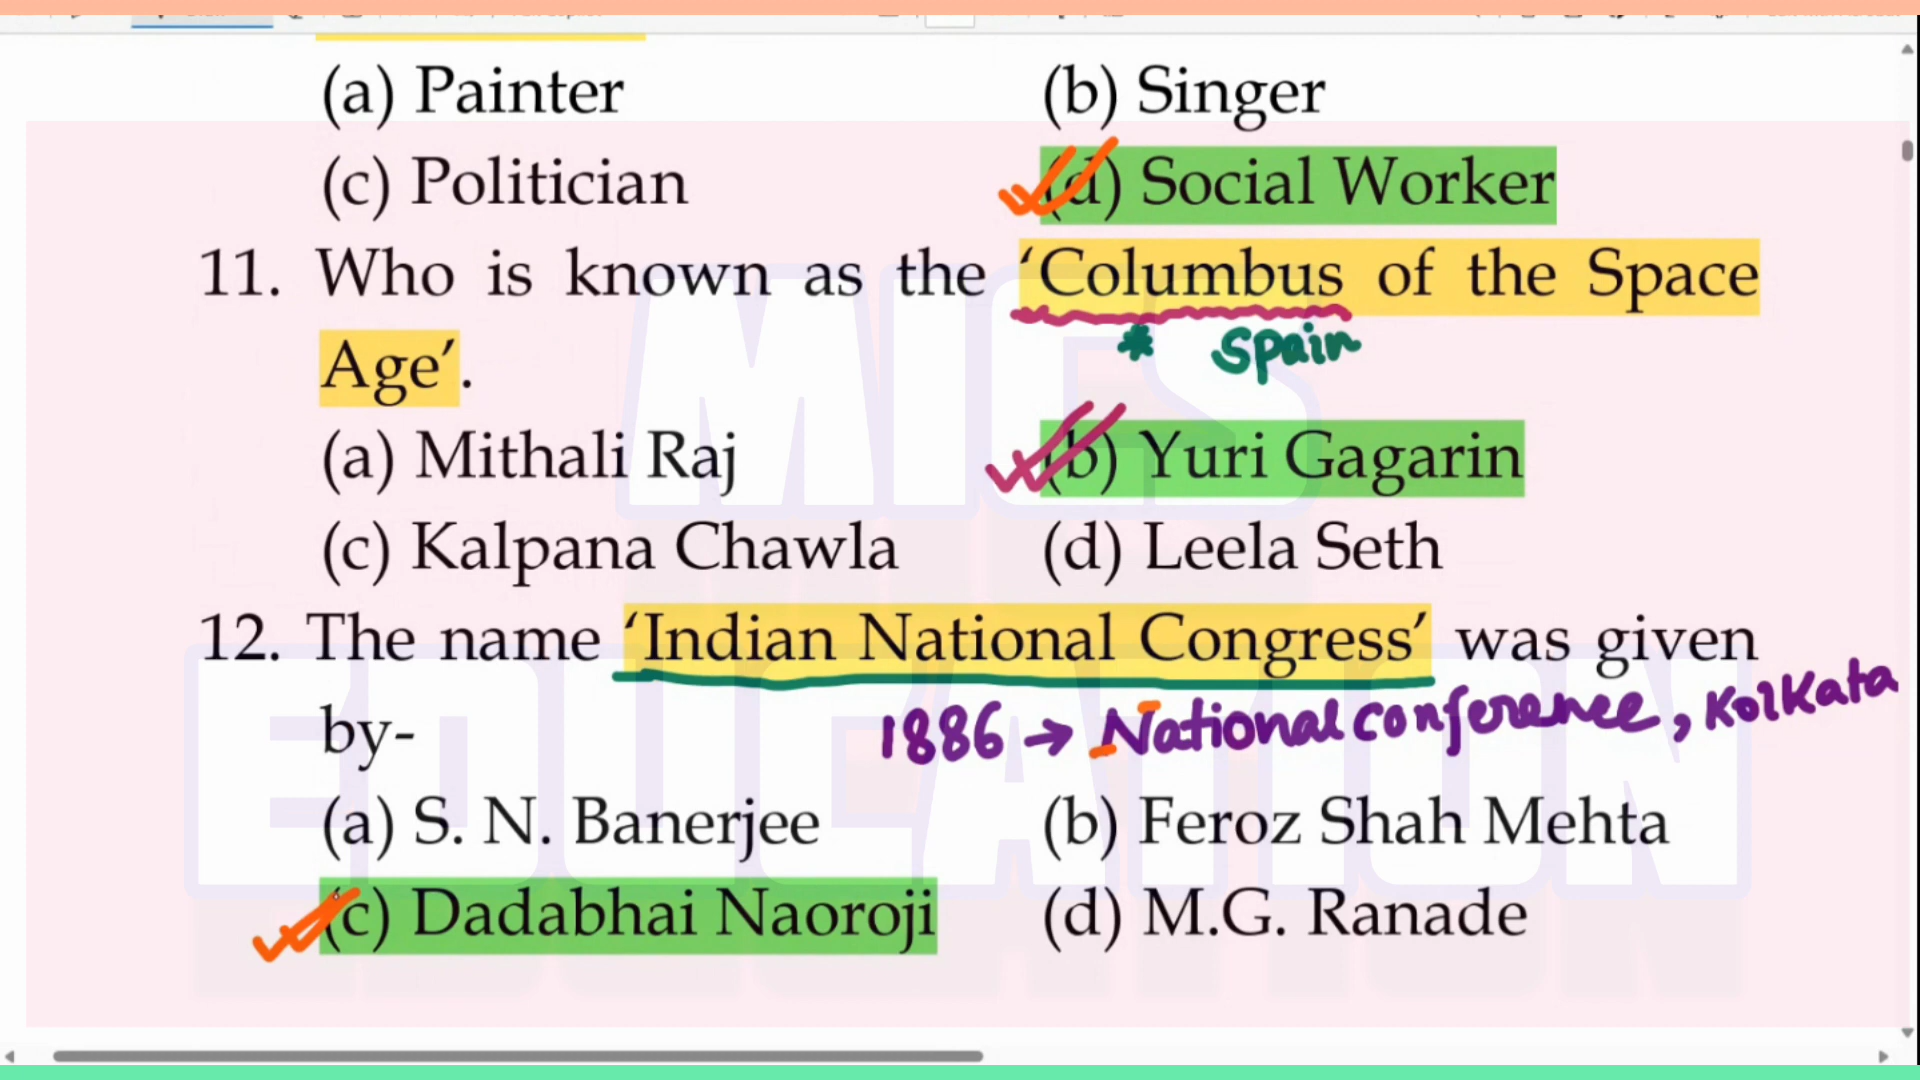 (a) Painter (b) Singer
(c) Politician (d) Social Worker
11. Who is known as the ‘Columbus of the Space
* Spain
Age’.
(a) Mithali Raj (b) Yuri Gagarin
(c) Kalpana Chawla (d) Leela Seth
12. The name ‘Indian National Congress’ was given
by- 1886 → National conference, Kolkata
(a) S. N. Banerjee (b) Feroz Shah Mehta
(c) Dadabhai Naoroji (d) M.G. Ranade
MICS
EDUCATION